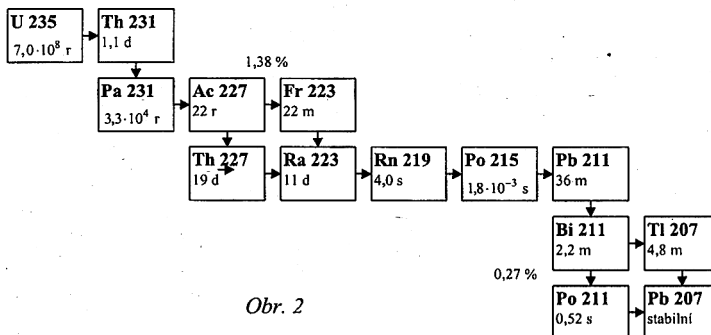 U 235
7,0·10⁸ r
Th 231
1,1 d
1,38 %
Pa 231
3,3·10⁴ r
Ac 227
22 r
Fr 223
22 m
Th 227
19 d
Ra 223
11 d
Rn 219
4,0 s
Po 215
1,8·10⁻³ s
Pb 211
36 m
Bi 211
2,2 m
Tl 207
4,8 m
0,27 %
Po 211
0,52 s
Pb 207
stabilní
Obr. 2